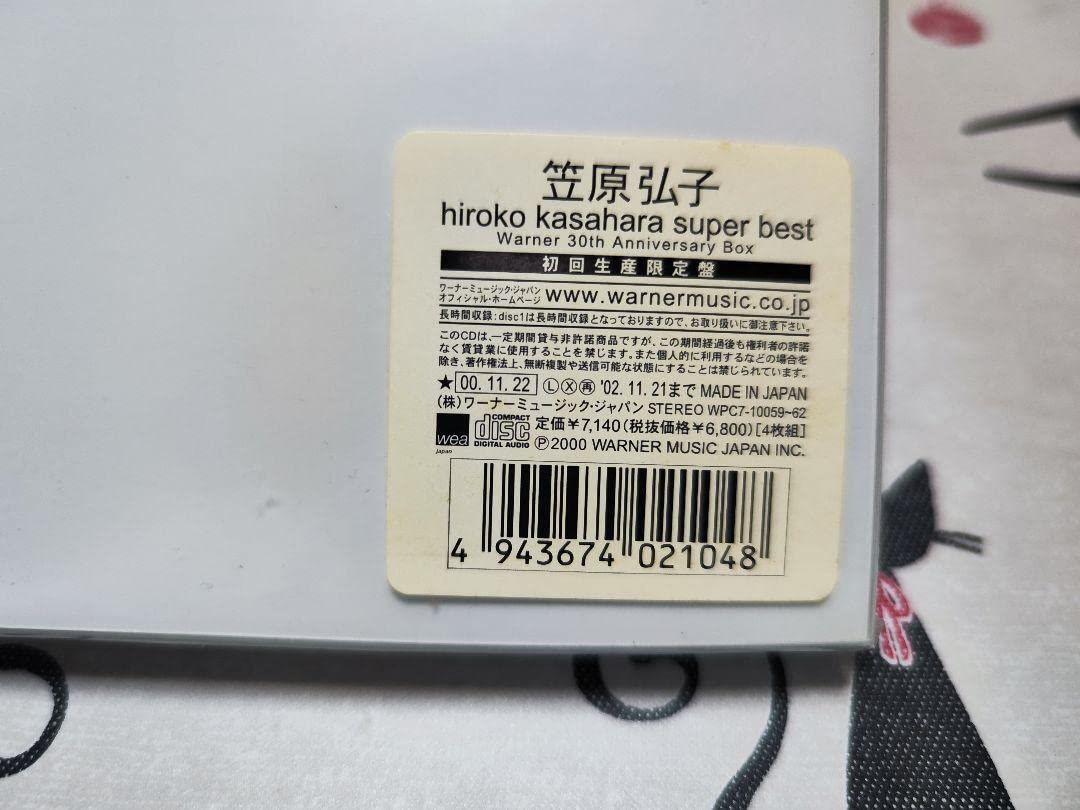 笠原弘子
hiroko kasahara super best
Warner 30th Anniversary Box
初回生産限定盤
ワーナーミュージック・ジャパン
オフィシャル・ホームページ www.warnermusic.co.jp
長時間収録:disc1は長時間収録となっておりますので、お取り扱いに御注意下さい。
このCDは、一定期間貸与非許諾商品ですが、この期間経過後も権利者の許諾
なく賃貸業に使用することを禁じます。また個人的に利用するなどの場合を
除き、著作権法上、無断複製や送信可能な状態にすることは禁じられています。
★ 00.11.22 Ⓛ Ⓧ ㊢ '02.11.21まで MADE IN JAPAN
(株)ワーナーミュージック・ジャパン STEREO WPC7-10059~62
wea japan COMPACT disc DIGITAL AUDIO 定価¥7,140(税抜価格¥6,800)[4枚組]
Ⓟ2000 WARNER MUSIC JAPAN INC.
4 943674 021048